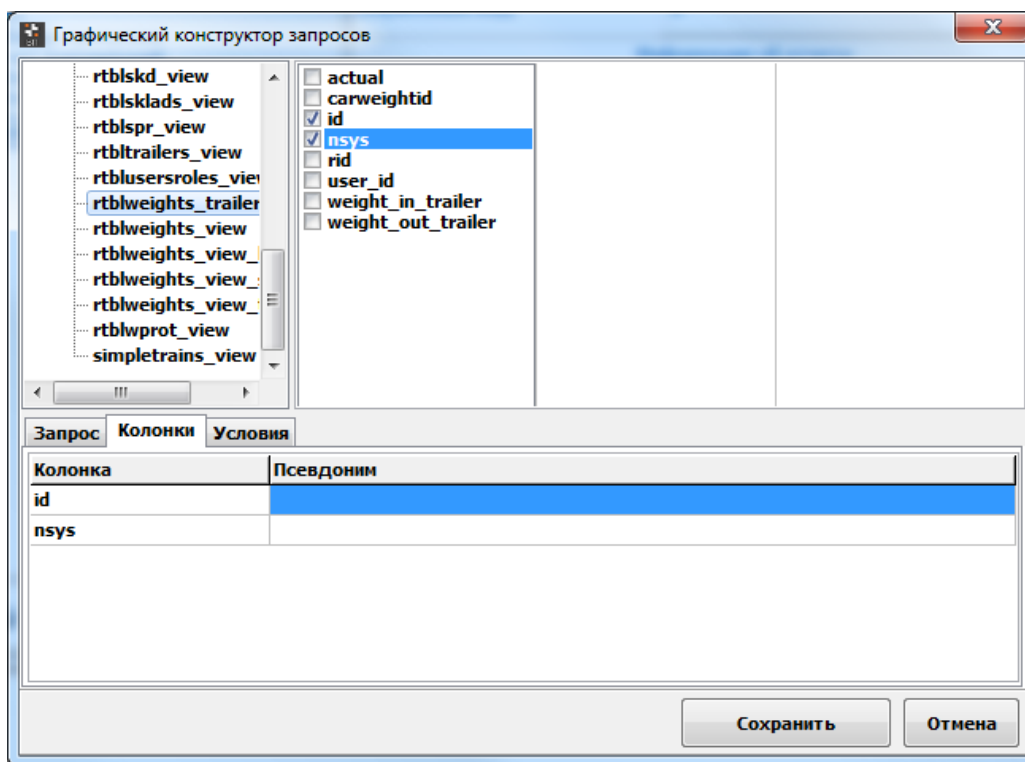 Графический конструктор запросов
rtblskd_view
rtblsklads_view
rtblspr_view
rtbltrailers_view
rtblusersroles_vie
rtblweights_trailer
rtblweights_view
rtblweights_view_
rtblweights_view_
rtblweights_view_
rtblwprot_view
simpletrains_view
actual
carweightid
id
nsys
rid
user_id
weight_in_trailer
weight_out_trailer
Запрос Колонки Условия
Колонка Псевдоним
id
nsys
Сохранить Отмена